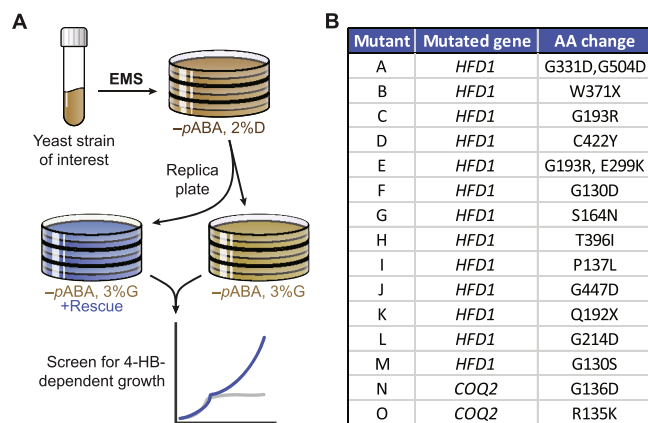 A
EMS
Yeast strain
of interest
–pABA, 2%D
Replica
plate
–pABA, 3%G
+Rescue
–pABA, 3%G
Screen for 4-HB-
dependent growth
B
Mutant Mutated gene AA change
A HFD1 G331D,G504D
B HFD1 W371X
C HFD1 G193R
D HFD1 C422Y
E HFD1 G193R, E299K
F HFD1 G130D
G HFD1 S164N
H HFD1 T396I
I HFD1 P137L
J HFD1 G447D
K HFD1 Q192X
L HFD1 G214D
M HFD1 G130S
N COQ2 G136D
O COQ2 R135K